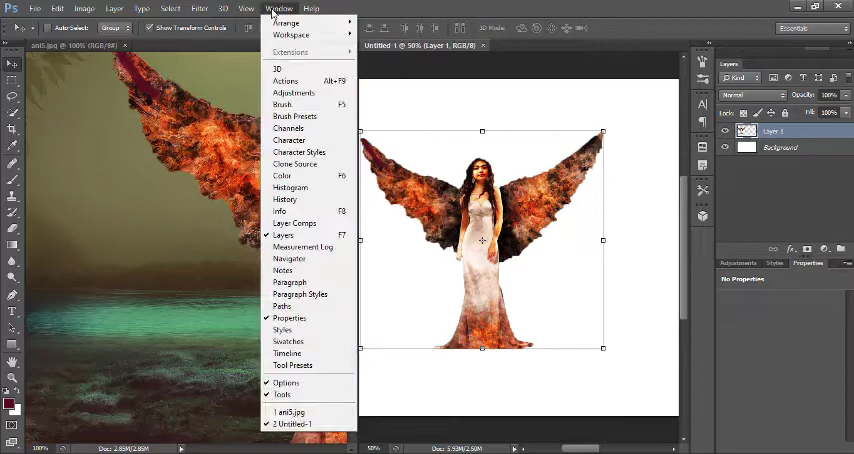 Ps File Edit Image Layer Type Select Filter 3D View Window Help
Auto-Select: Group Show Transform Controls 3D Mode: Essentials
ani5.jpg @ 100% (RGB/8#) ×
Untitled-1 @ 50% (Layer 1, RGB/8) ×
Arrange
Workspace
Extensions
3D
Actions Alt+F9
Adjustments
Brush F5
Brush Presets
Channels
Character
Character Styles
Clone Source
Color F6
Histogram
History
Info F8
Layer Comps
Layers F7
Measurement Log
Navigator
Notes
Paragraph
Paragraph Styles
Paths
Properties
Styles
Swatches
Timeline
Tool Presets
Options
Tools
1 ani5.jpg
2 Untitled-1
Layers
Kind
Normal Opacity: 100%
Lock: Fill: 100%
Layer 1
Background
Adjustments Styles Properties
No Properties
100% Doc: 2.85M/2.85M
50% Doc: 5.93M/2.50M